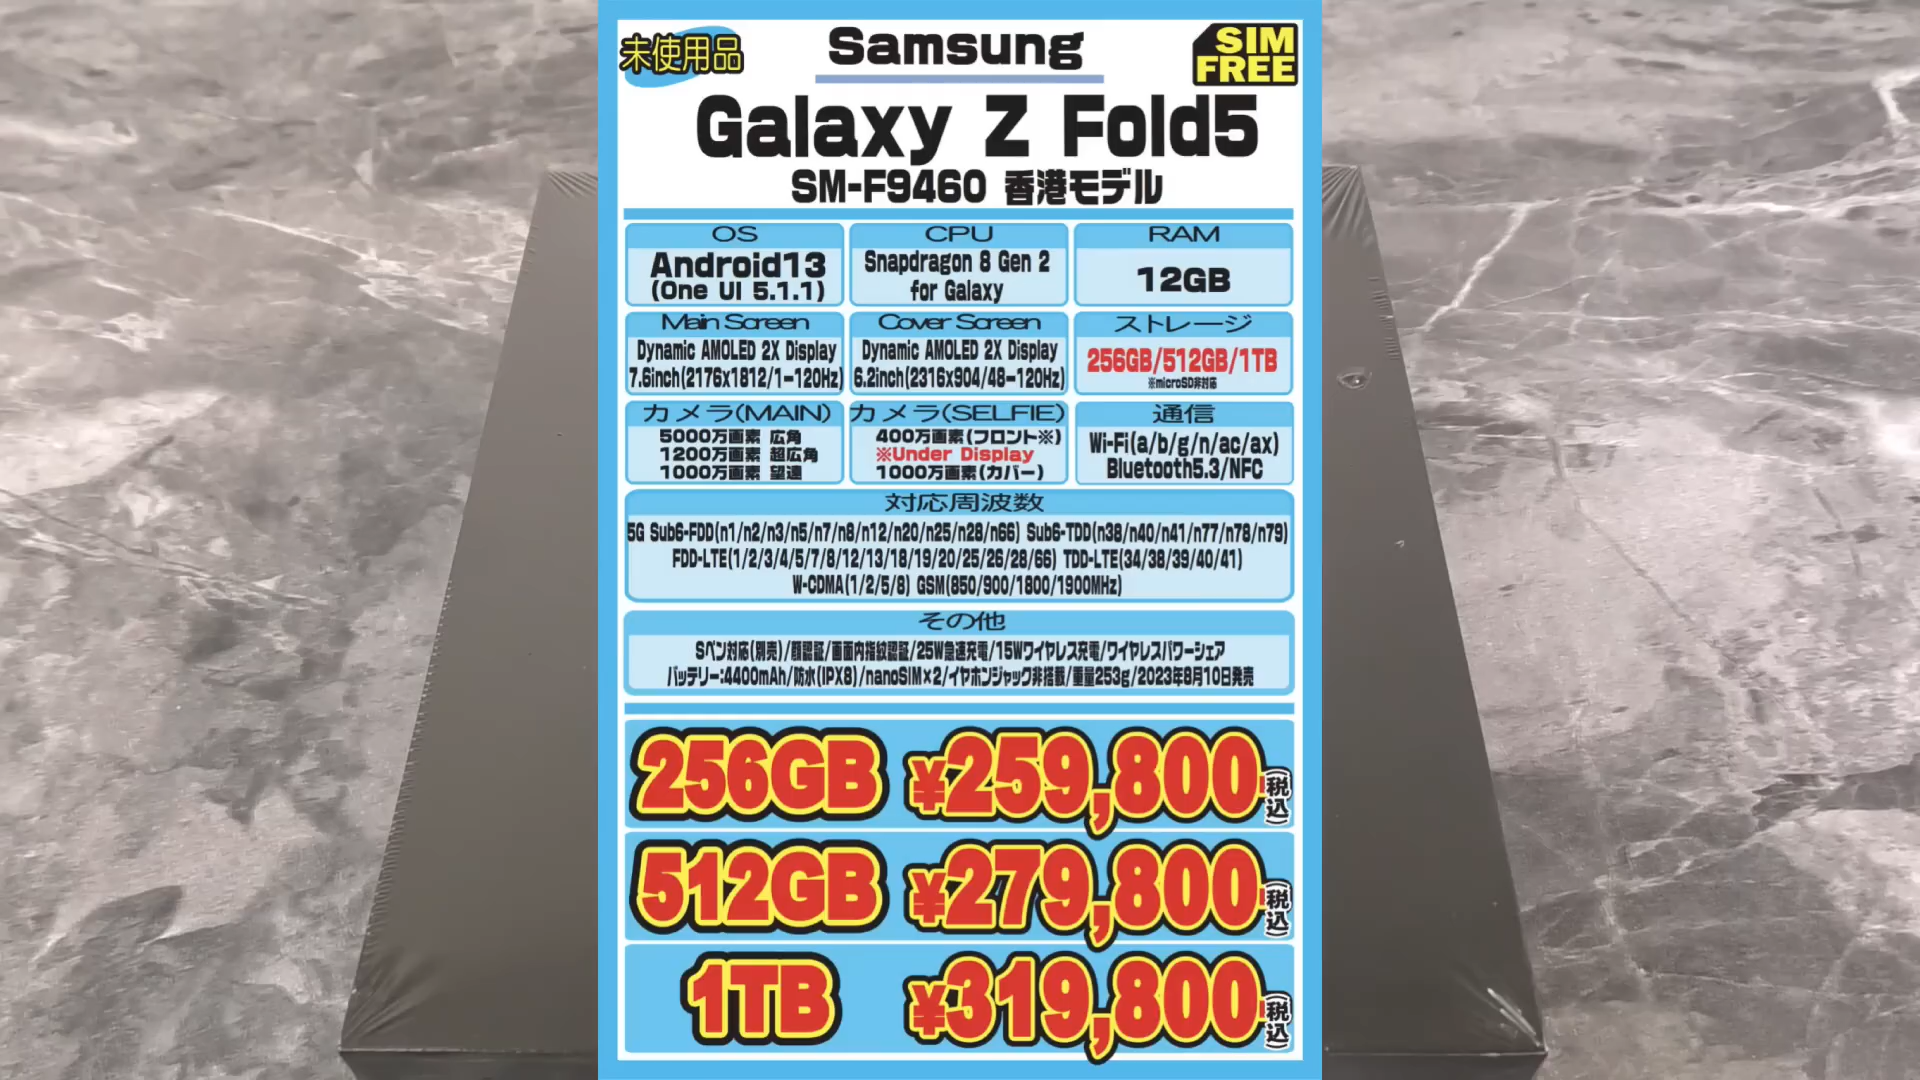 未使用品
Samsung
SIM
FREE
Galaxy Z Fold5
SM-F9460 香港モデル
OS
Android13
(One UI 5.1.1)
CPU
Snapdragon 8 Gen 2
for Galaxy
RAM
12GB
Main Screen
Dynamic AMOLED 2X Display
7.6inch(2176x1812/1-120Hz)
Cover Screen
Dynamic AMOLED 2X Display
6.2inch(2316x904/48-120Hz)
ストレージ
256GB/512GB/1TB
※microSD非対応
カメラ(MAIN)
5000万画素 広角
1200万画素 超広角
1000万画素 望遠
カメラ(SELFIE)
400万画素(フロント※)
※Under Display
1000万画素(カバー)
通信
Wi-Fi(a/b/g/n/ac/ax)
Bluetooth5.3/NFC
対応周波数
5G Sub6-FDD(n1/n2/n3/n5/n7/n8/n12/n20/n25/n28/n66) Sub6-TDD(n38/n40/n41/n77/n78/n79)
FDD-LTE(1/2/3/4/5/7/8/12/13/18/19/20/25/26/28/66) TDD-LTE(34/38/39/40/41)
W-CDMA(1/2/5/8) GSM(850/900/1800/1900MHz)
その他
Sペン対応(別売)/顔認証/画面内指紋認証/25W急速充電/15Wワイヤレス充電/ワイヤレスパワーシェア
バッテリー:4400mAh/防水(IPX8)/nanoSIM×2/イヤホンジャック非搭載/重量253g/2023年8月10日発売
256GB ¥259,800(税込)
512GB ¥279,800(税込)
1TB ¥319,800(税込)